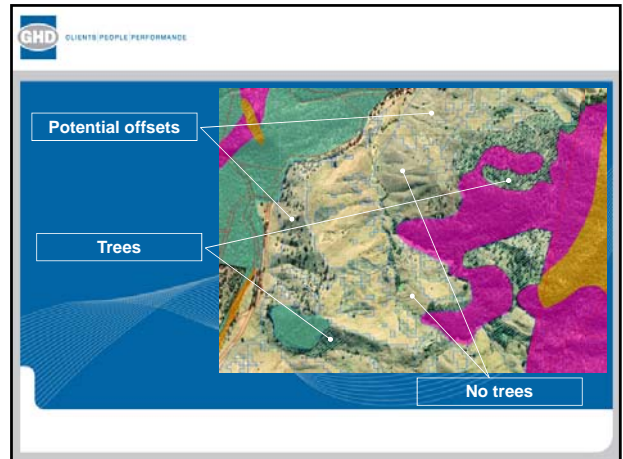 GHD CLIENTS PEOPLE PERFORMANCE
Potential offsets
Trees
No trees